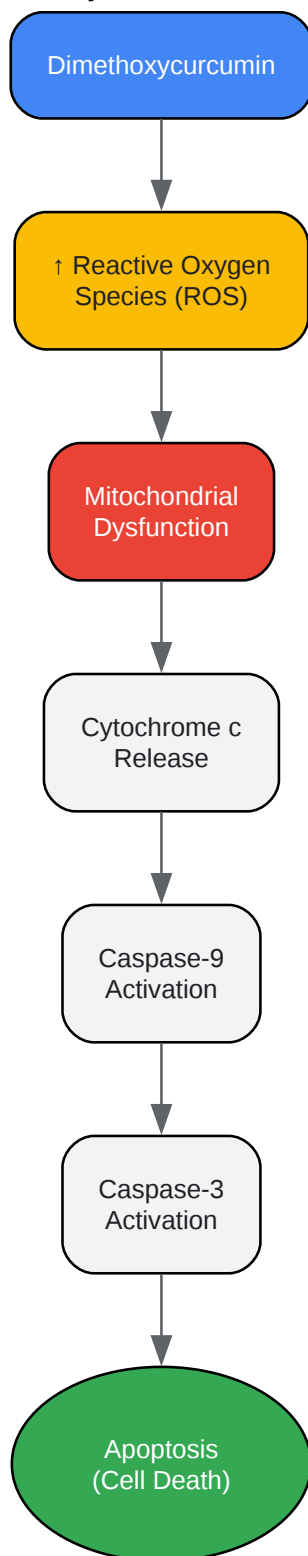 Dimethoxycurcumin
↑ Reactive Oxygen
Species (ROS)
Mitochondrial
Dysfunction
Cytochrome c
Release
Caspase-9
Activation
Caspase-3
Activation
Apoptosis
(Cell Death)